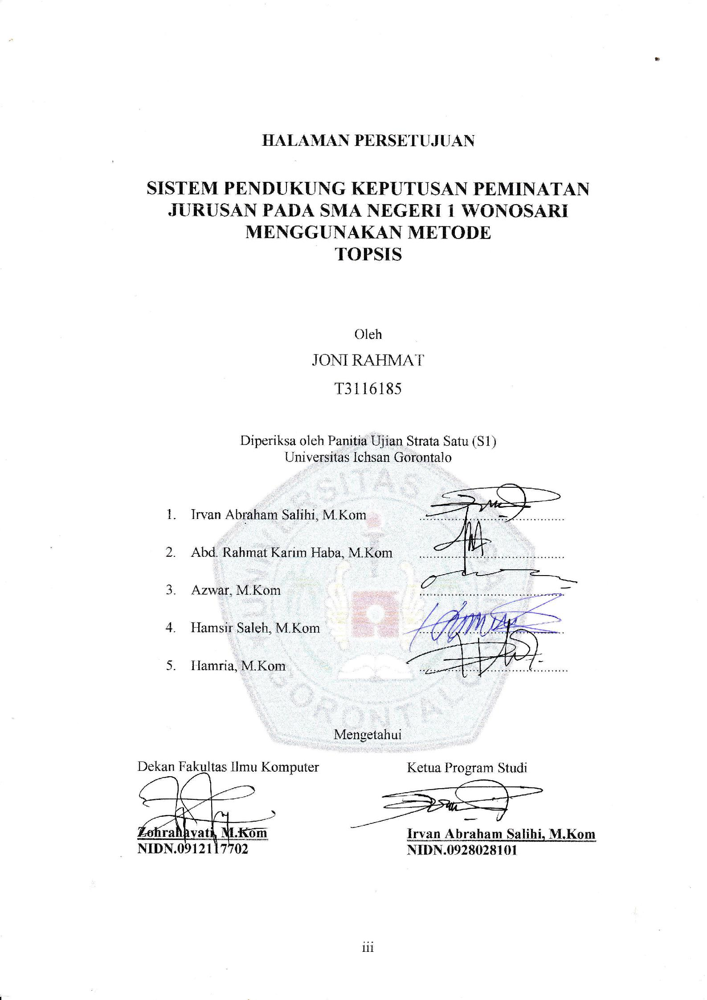 HALAMAN PERSETUJUAN
SISTEM PENDUKUNG KEPUTUSAN PEMINATAN
JURUSAN PADA SMA NEGERI 1 WONOSARI
MENGGUNAKAN METODE
TOPSIS
Oleh
JONI RAHMAT
T3116185
Diperiksa oleh Panitia Ujian Strata Satu (S1)
Universitas Ichsan Gorontalo
1. Irvan Abraham Salihi, M.Kom
2. Abd. Rahmat Karim Haba, M.Kom
3. Azwar, M.Kom
4. Hamsir Saleh, M.Kom
5. Hamria, M.Kom
UNIVERSITAS
GORONTALO
Mengetahui
Dekan Fakultas Ilmu Komputer
Ketua Program Studi
Zohrahayati, M.Kom
NIDN.0912117702
Irvan Abraham Salihi, M.Kom
NIDN.0928028101
iii